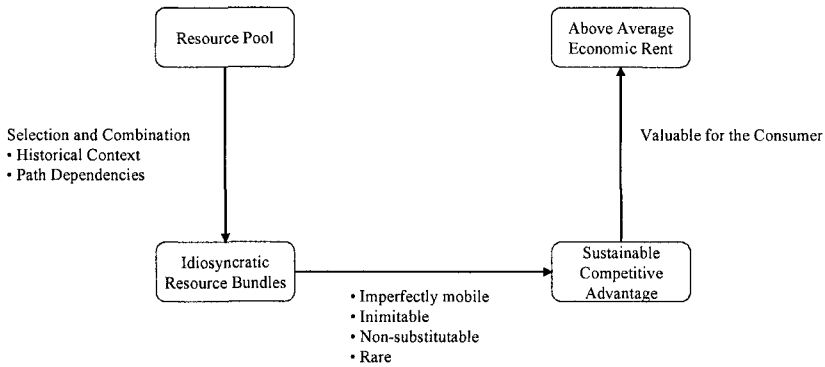 Resource Pool
Above Average
Economic Rent
Selection and Combination
• Historical Context
• Path Dependencies
Valuable for the Consumer
Idiosyncratic
Resource Bundles
Sustainable
Competitive
Advantage
• Imperfectly mobile
• Inimitable
• Non-substitutable
• Rare